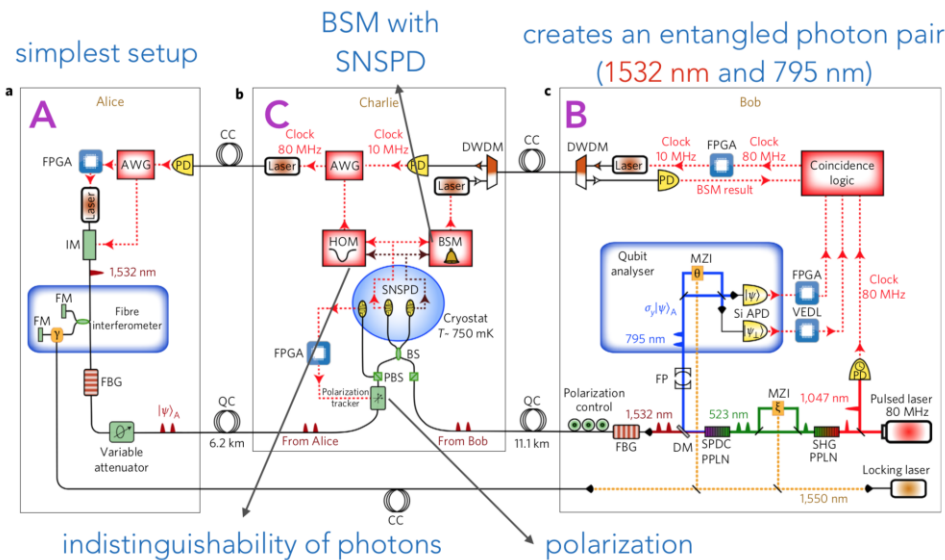 simplest setup
BSM with
SNSPD
creates an entangled photon pair
(1532 nm and 795 nm)
a
Alice
A
FPGA
AWG
PD
Laser
IM
1,532 nm
FM
FM
γ
Fibre
interferometer
FBG
|ψ⟩A
Variable
attenuator
CC
QC
6.2 km
b
Charlie
C
Clock
80 MHz
Laser
AWG
Clock
10 MHz
PD
DWDM
Laser
HOM
BSM
SNSPD
Cryostat
T~ 750 mK
FPGA
BS
PBS
Polarization
tracker
From Alice
From Bob
CC
QC
11.1 km
CC
c
Bob
B
DWDM
Laser
Clock
10 MHz
FPGA
Clock
80 MHz
PD
BSM result
Coincidence
logic
Qubit
analyser
MZI
θ
σy|ψ⟩A
|ψ⟩
Si APD
|ψ⊥⟩
FPGA
VEDL
Clock
80 MHz
795 nm
FP
PD
Polarization
control
1,532 nm
FBG
DM
523 nm
SPDC
PPLN
MZI
ξ
SHG
PPLN
1,047 nm
Pulsed laser
80 MHz
Locking laser
1,550 nm
indistinguishability of photons
polarization